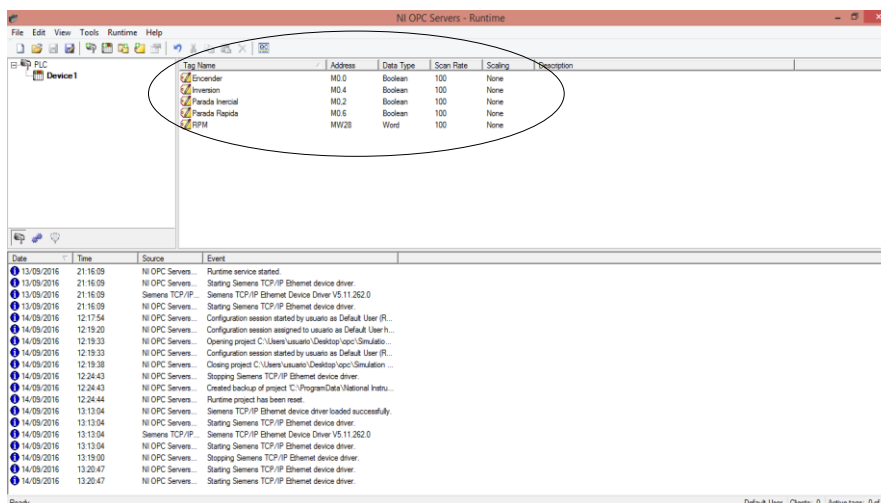 NI OPC Servers - Runtime
File Edit View Tools Runtime Help
PLC
Device1
Tag Name Address Data Type Scan Rate Scaling Description
Encender M0.0 Boolean 100 None
Inversion M0.4 Boolean 100 None
Parada Inercial M0,2 Boolean 100 None
Parada Rapida M0.6 Boolean 100 None
RPM MW28 Word 100 None
Date Time Source Event
13/09/2016 21:16:09 NI OPC Servers... Runtime service started.
13/09/2016 21:16:09 NI OPC Servers... Starting Siemens TCP/IP Ethernet device driver.
13/09/2016 21:16:09 Siemens TCP/IP... Siemens TCP/IP Ethernet Device Driver V5.11.262.0
13/09/2016 21:16:09 NI OPC Servers... Starting Siemens TCP/IP Ethernet device driver.
14/09/2016 12:17:54 NI OPC Servers... Configuration session started by usuario as Default User (R...
14/09/2016 12:19:20 NI OPC Servers... Configuration session assigned to usuario as Default User h...
14/09/2016 12:19:33 NI OPC Servers... Opening project C:\Users\usuario\Desktop\opc\Simulatio...
14/09/2016 12:19:33 NI OPC Servers... Configuration session started by usuario as Default User (R...
14/09/2016 12:19:38 NI OPC Servers... Closing project C:\Users\usuario\Desktop\opc\Simulation ...
14/09/2016 12:24:43 NI OPC Servers... Stopping Siemens TCP/IP Ethernet device driver.
14/09/2016 12:24:43 NI OPC Servers... Created backup of project 'C:\ProgramData\National Instru...
14/09/2016 12:24:44 NI OPC Servers... Runtime project has been reset.
14/09/2016 13:13:04 NI OPC Servers... Siemens TCP/IP Ethernet device driver loaded successfully.
14/09/2016 13:13:04 NI OPC Servers... Starting Siemens TCP/IP Ethernet device driver.
14/09/2016 13:13:04 Siemens TCP/IP... Siemens TCP/IP Ethernet Device Driver V5.11.262.0
14/09/2016 13:13:04 NI OPC Servers... Starting Siemens TCP/IP Ethernet device driver.
14/09/2016 13:19:00 NI OPC Servers... Stopping Siemens TCP/IP Ethernet device driver.
14/09/2016 13:20:47 NI OPC Servers... Starting Siemens TCP/IP Ethernet device driver.
14/09/2016 13:20:47 NI OPC Servers... Starting Siemens TCP/IP Ethernet device driver.